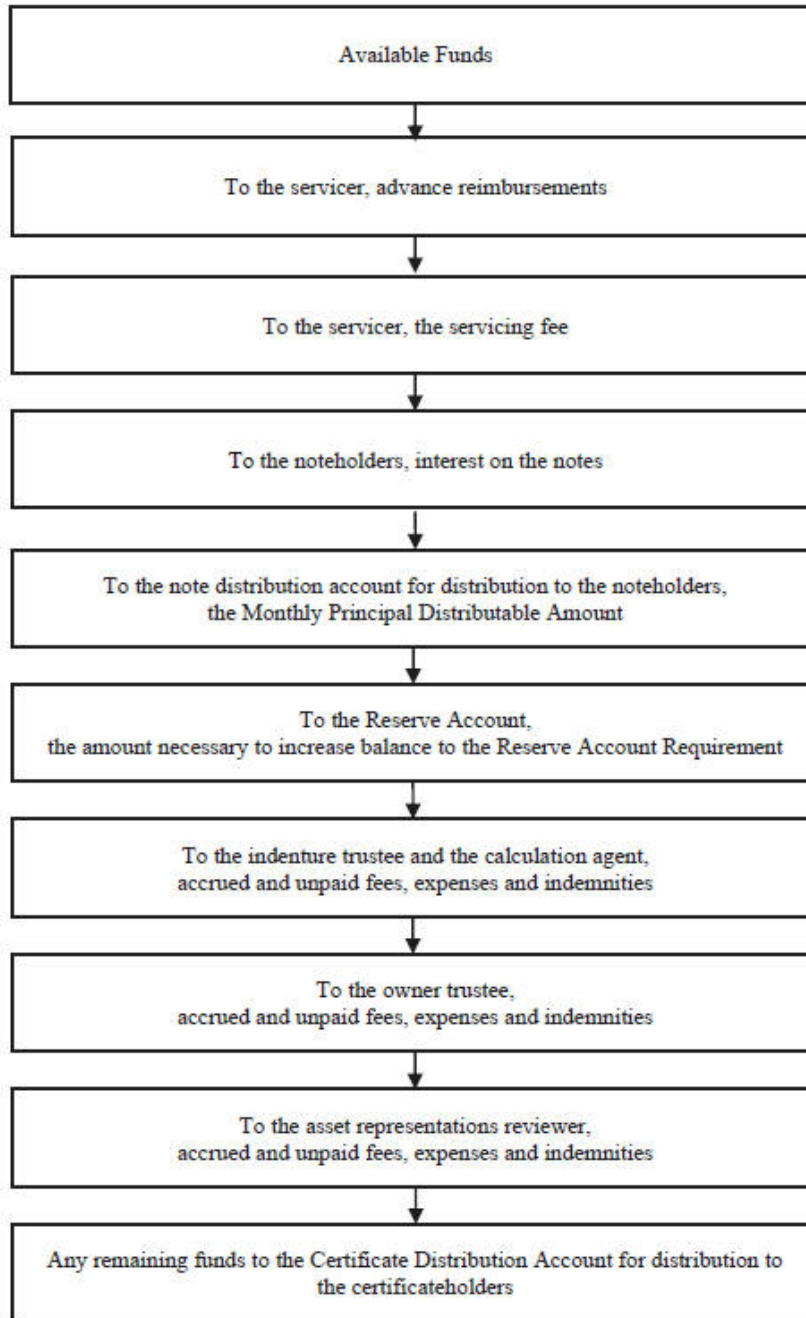 Available Funds
To the servicer, advance reimbursements
To the servicer, the servicing fee
To the noteholders, interest on the notes
To the note distribution account for distribution to the noteholders,
the Monthly Principal Distributable Amount
To the Reserve Account,
the amount necessary to increase balance to the Reserve Account Requirement
To the indenture trustee and the calculation agent,
accrued and unpaid fees, expenses and indemnities
To the owner trustee,
accrued and unpaid fees, expenses and indemnities
To the asset representations reviewer,
accrued and unpaid fees, expenses and indemnities
Any remaining funds to the Certificate Distribution Account for distribution to
the certificateholders